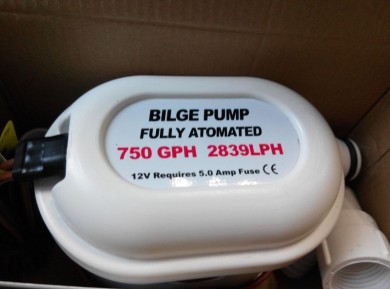 BILGE PUMP
FULLY ATOMATED
750 GPH 2839LPH
12V Requires 5.0 Amp Fuse CE